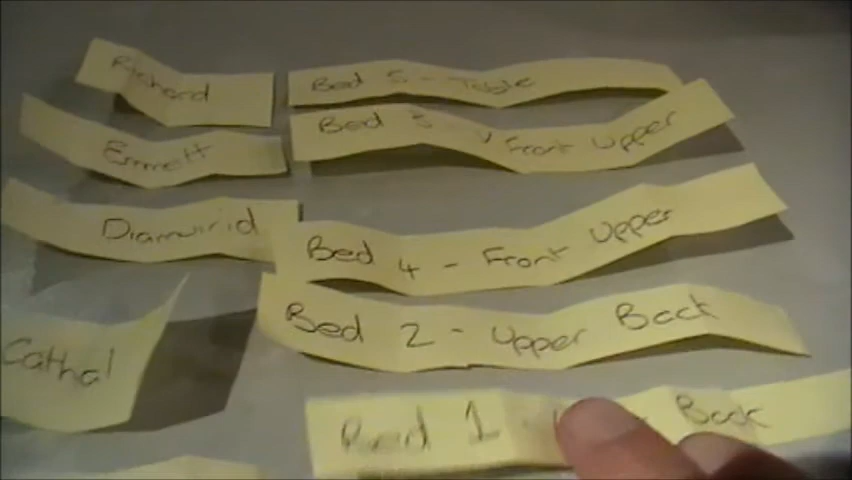 Richard
Bed 5 - Table
Emmett
Bed 3 - Front Upper
Diamuirid
Bed 4 - Front Upper
Bed 2 - Upper Back
Cathal
Bed 1 - Back